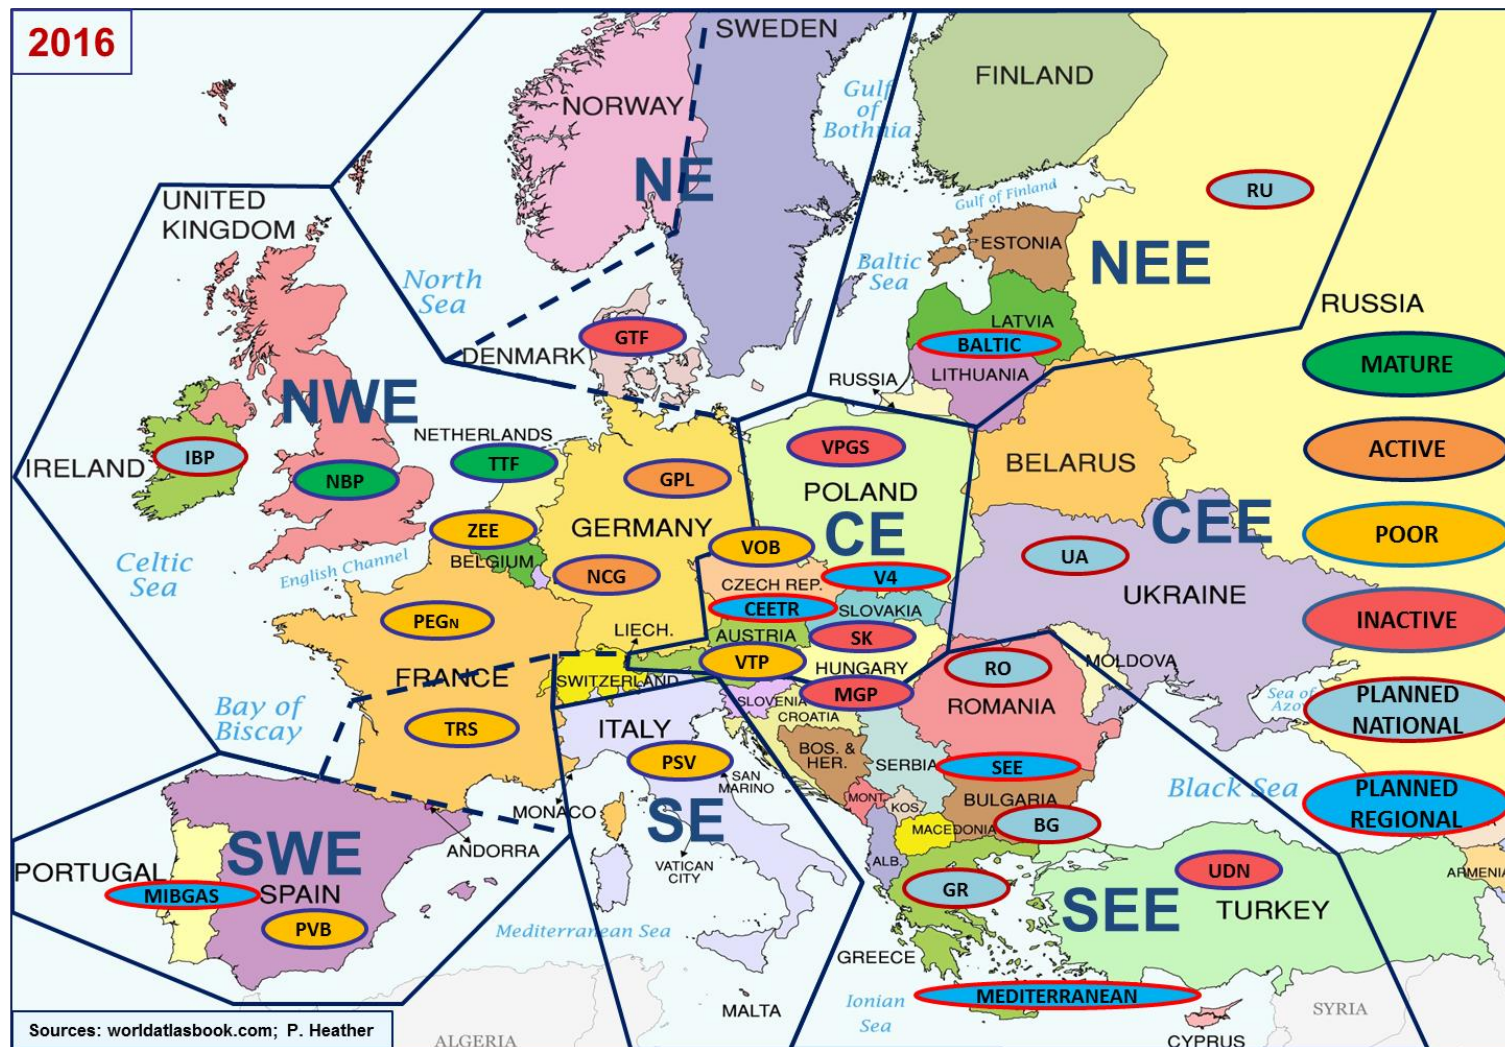 2016
SWEDEN
FINLAND
NORWAY
Gulf
of
Bothnia
NE
RU
UNITED
KINGDOM
Gulf of Finland
ESTONIA
NEE
North
Sea
Baltic
Sea
RUSSIA
LATVIA
GTF
BALTIC
DENMARK
MATURE
LITHUANIA
RUSSIA
NWE
NETHERLANDS
VPGS
ACTIVE
IBP
IRELAND
TTF
BELARUS
NBP
GPL
POLAND
GERMANY
CE
CEE
ZEE
VOB
POOR
Celtic
Sea
English Channel
BELGIUM
UA
NCG
CZECH REP.
V4
UKRAINE
CEETR
SLOVAKIA
PEGN
LIECH.
AUSTRIA
SK
INACTIVE
VTP
HUNGARY
RO
MOLDOVA
FRANCE
SWITZERLAND
MGP
SLOVENIA
CROATIA
ROMANIA
Sea of
Azov
PLANNED
NATIONAL
Bay of
Biscay
TRS
ITALY
BOS. &
HER.
SERBIA
PSV
SEE
SAN
MARINO
Black Sea
MONACO
MONT.
KOS.
BULGARIA
PLANNED
REGIONAL
SE
MACEDONIA
BG
SWE
ANDORRA
VATICAN
CITY
ALB.
PORTUGAL
MIBGAS
SPAIN
GR
UDN
ARMENIA
SEE
TURKEY
PVB
Mediterranean Sea
GREECE
MEDITERRANEAN
MALTA
Ionian
Sea
SYRIA
Sources: worldatlasbook.com; P. Heather
ALGERIA
CYPRUS